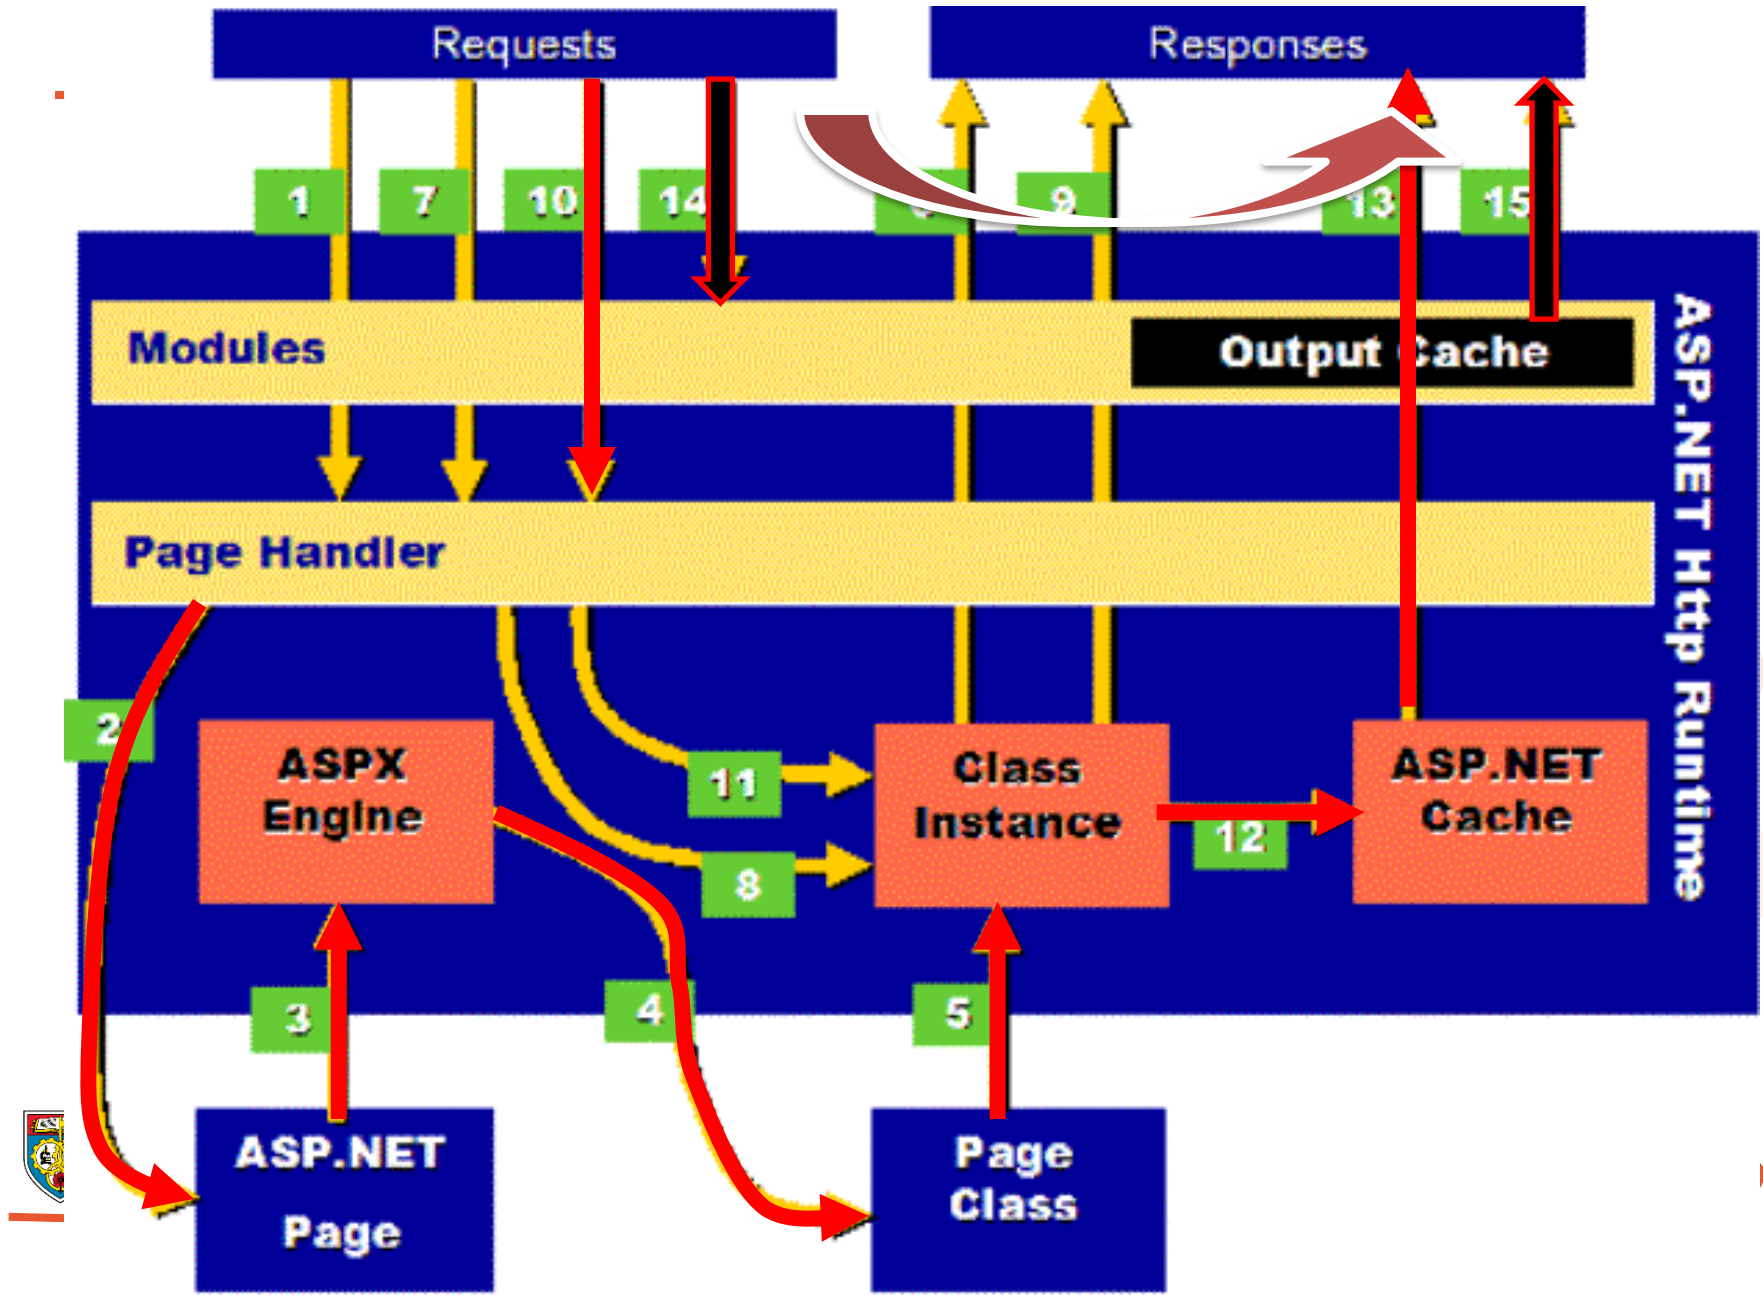 Requests
Responses
1
7
10
14
9
13
15
Modules
Output Cache
ASP.NET Http Runtime
Page Handler
2
ASPX
Engine
11
8
Class
Instance
12
ASP.NET
Cache
3
4
5
ASP.NET
Page
Page
Class